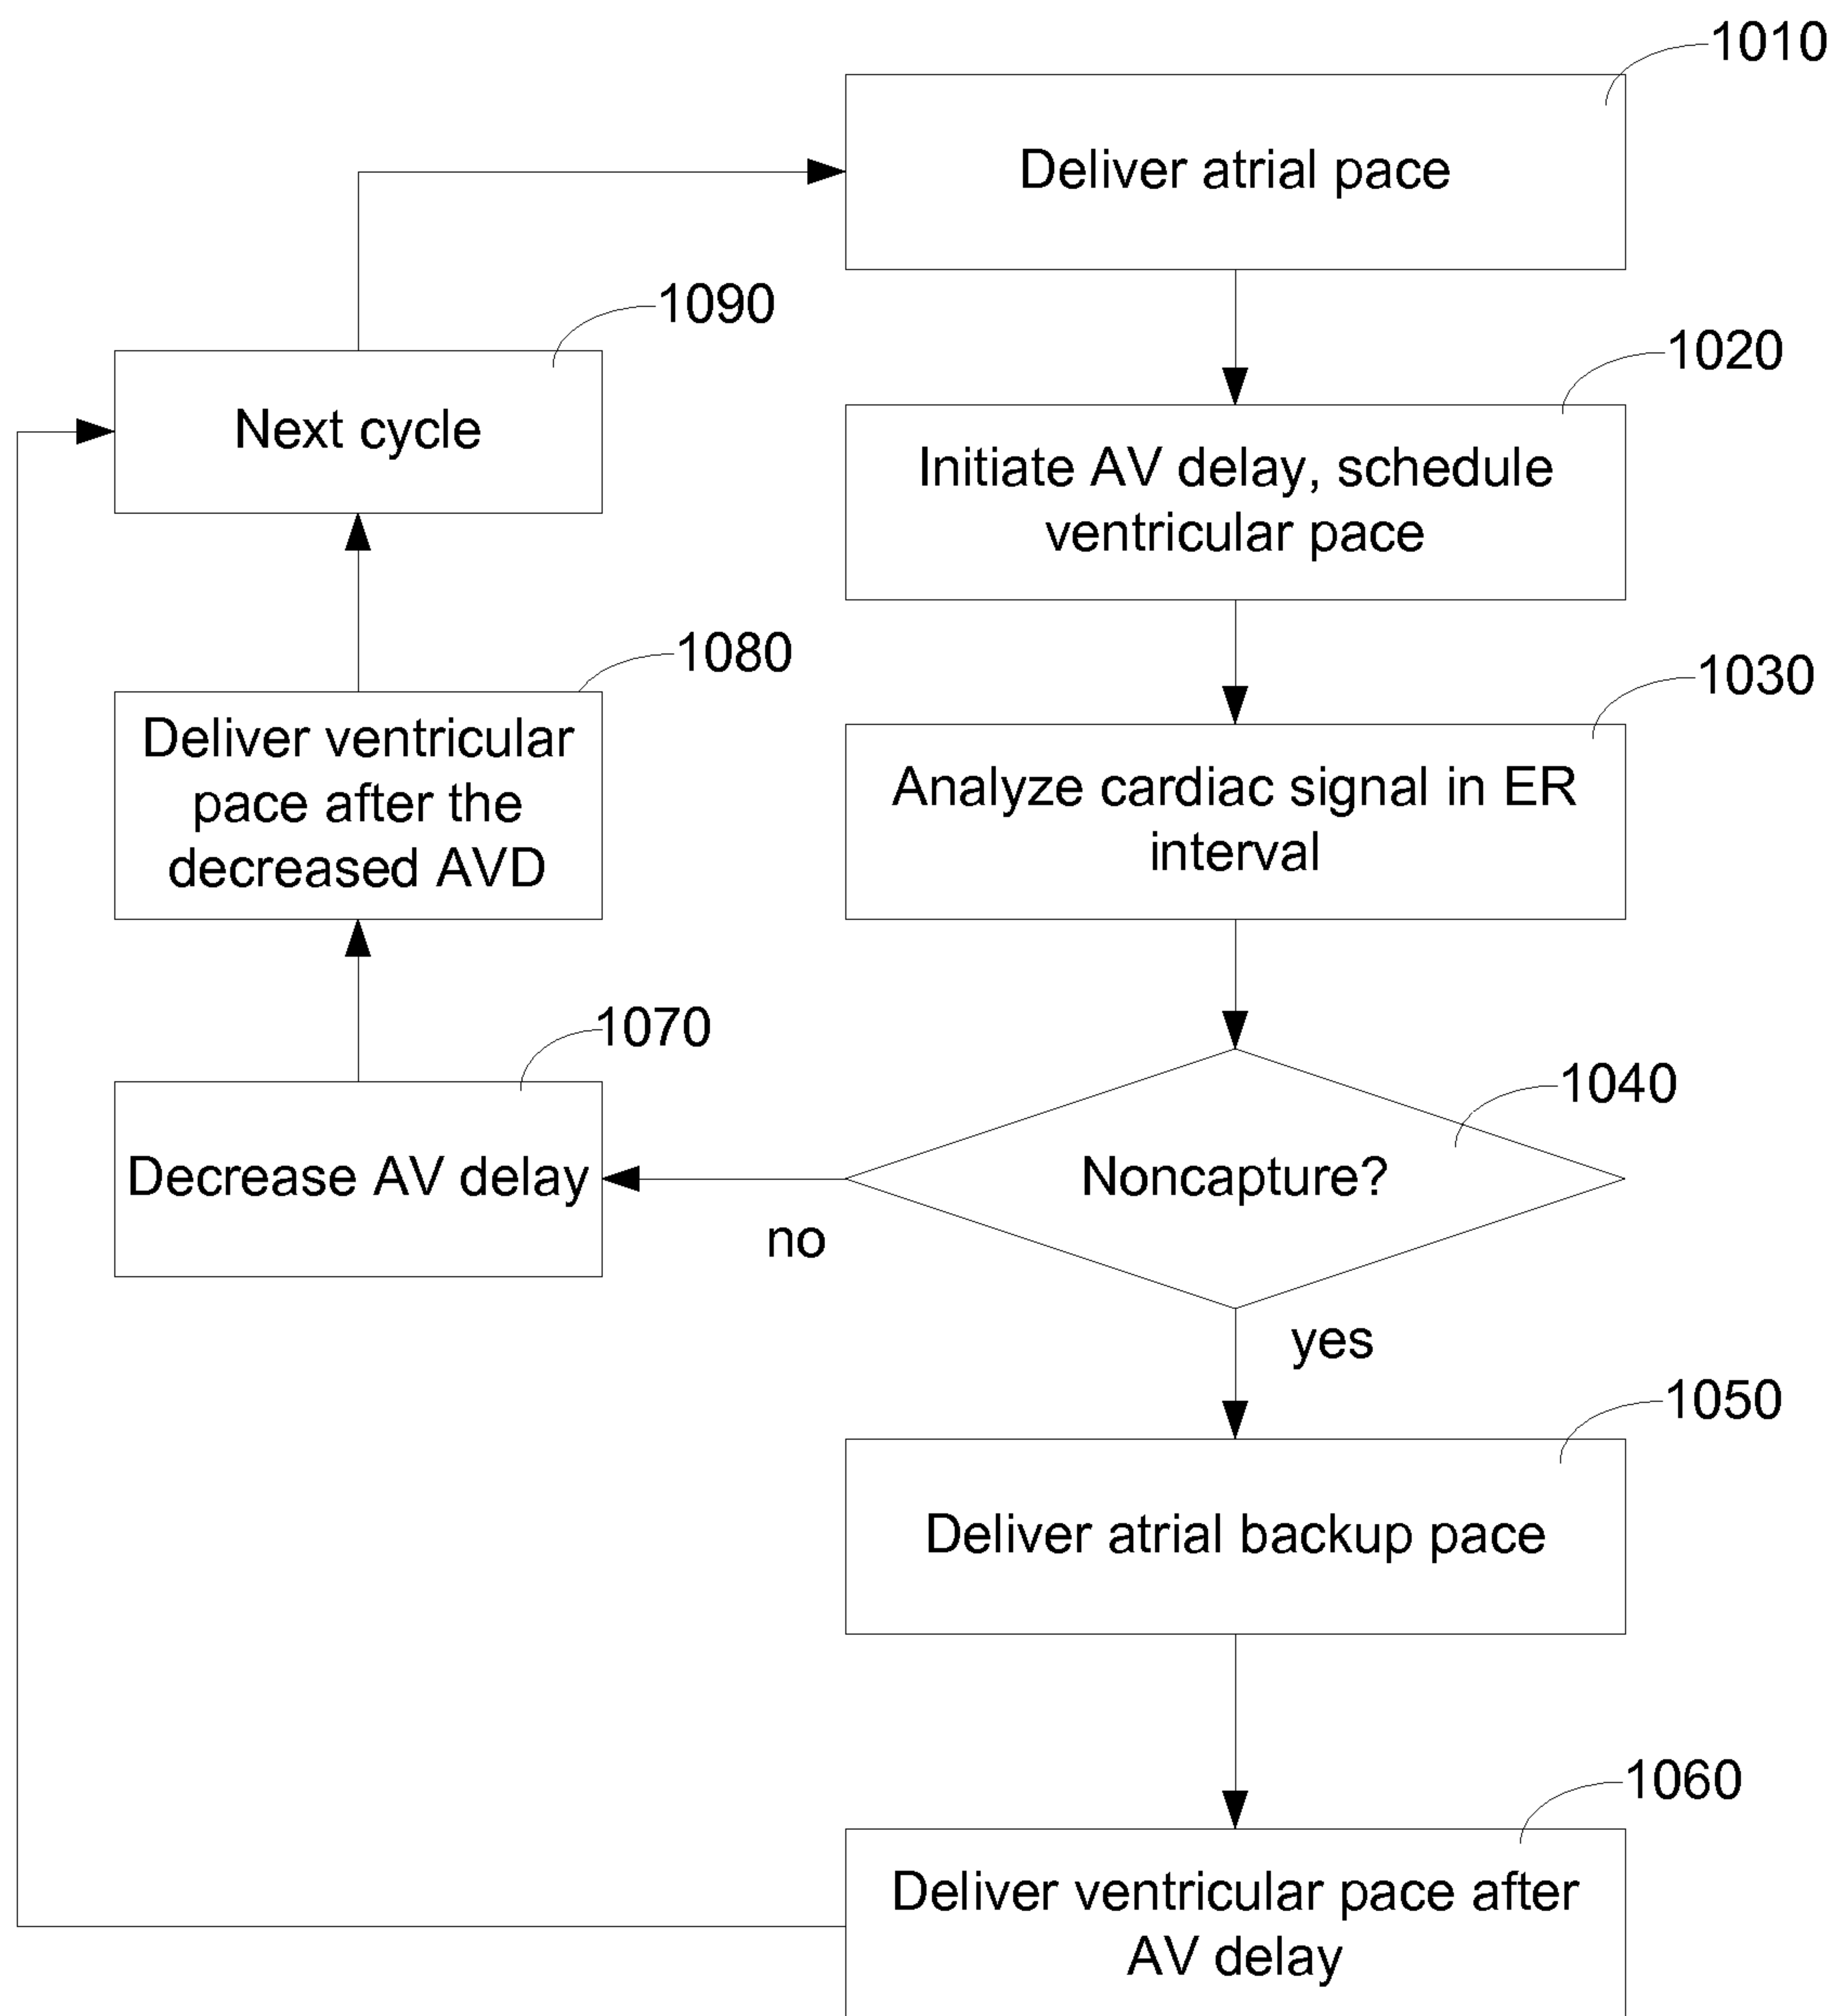 1010
Deliver atrial pace
1020
Initiate AV delay, schedule
ventricular pace
1030
Analyze cardiac signal in ER
interval
1040
Noncapture?
no
yes
1050
Deliver atrial backup pace
1060
Deliver ventricular pace after
AV delay
1070
Decrease AV delay
1080
Deliver ventricular
pace after the
decreased AVD
1090
Next cycle